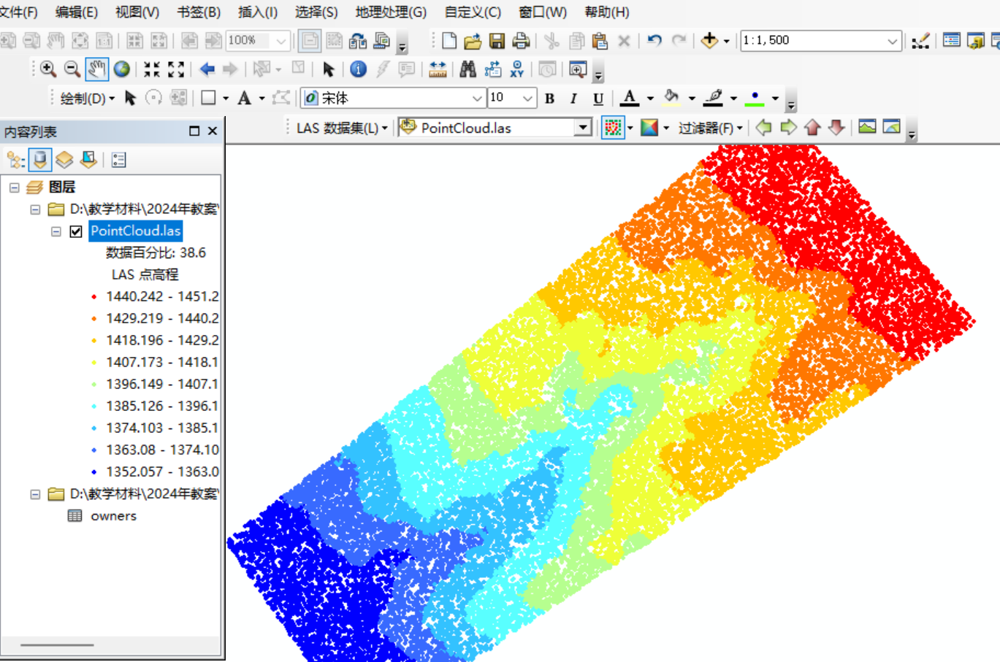 文件(F) 编辑(E) 视图(V) 书签(B) 插入(I) 选择(S) 地理处理(G) 自定义(C) 窗口(W) 帮助(H)
100% 1:1,500
XY
绘制(D) A 宋体 10 B I U A
LAS 数据集(L) PointCloud.las 过滤器(F)
内容列表
图层
D:\教学材料\2024年教案\
PointCloud.las
数据百分比: 38.6
LAS 点高程
1440.242 - 1451.2
1429.219 - 1440.2
1418.196 - 1429.2
1407.173 - 1418.1
1396.149 - 1407.1
1385.126 - 1396.1
1374.103 - 1385.1
1363.08 - 1374.10
1352.057 - 1363.0
D:\教学材料\2024年教案\
owners